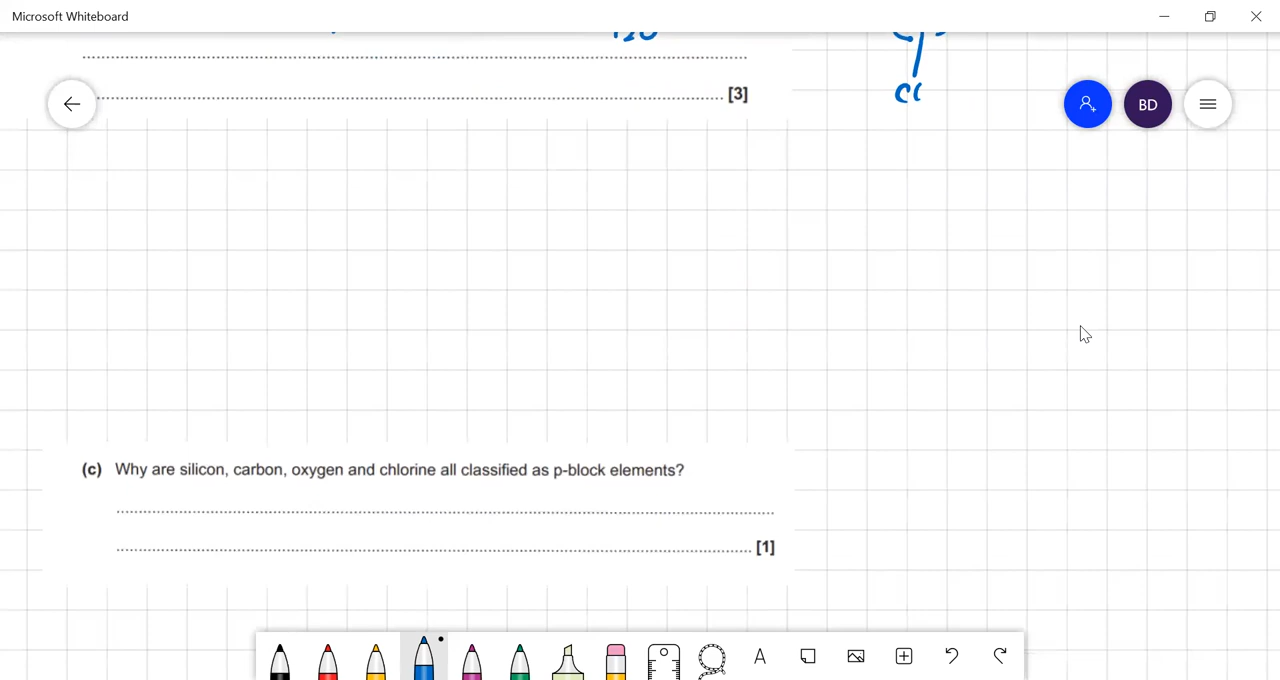 Microsoft Whiteboard
[3]
BD
(c) Why are silicon, carbon, oxygen and chlorine all classified as p-block elements?
[1]
A